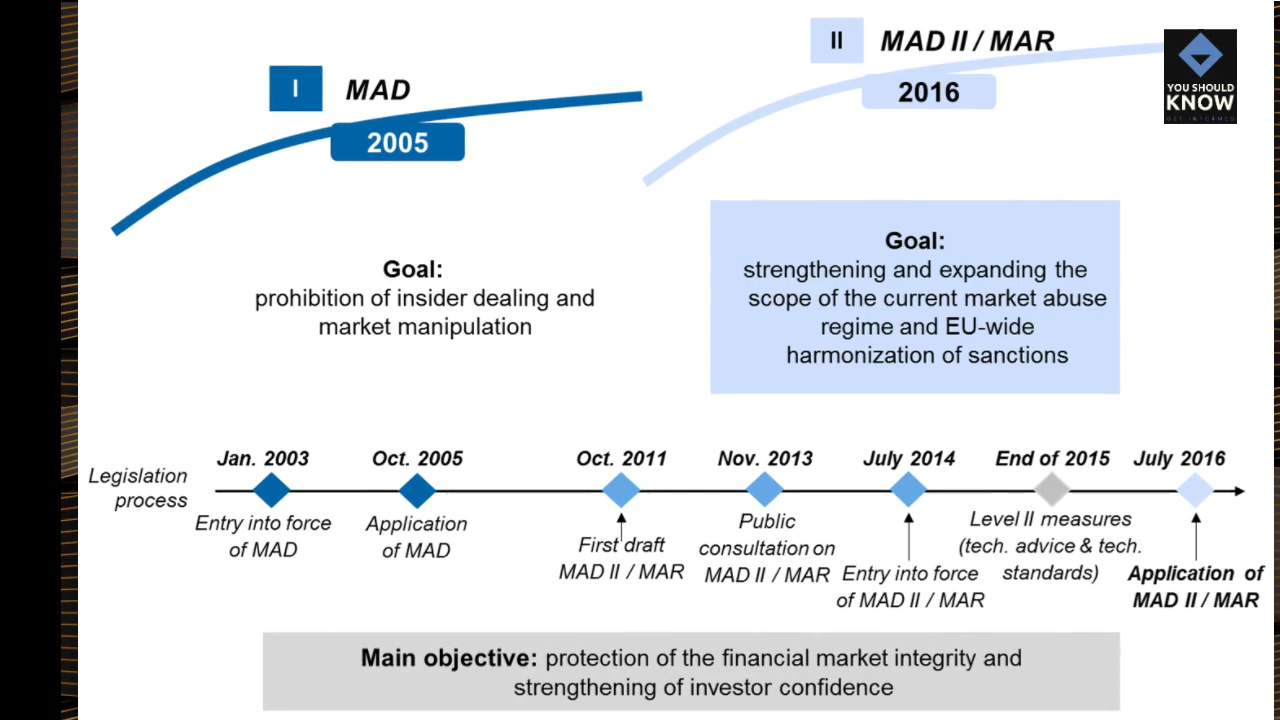 I
MAD
2005
II
MAD II / MAR
2016
YOU SHOULD
KNOW
GET INFORMED
Goal:
prohibition of insider dealing and
market manipulation
Goal:
strengthening and expanding the
scope of the current market abuse
regime and EU-wide
harmonization of sanctions
Legislation
process
Jan. 2003
Entry into force
of MAD
Oct. 2005
Application
of MAD
Oct. 2011
First draft
MAD II / MAR
Nov. 2013
Public
consultation on
MAD II / MAR
July 2014
Entry into force
of MAD II / MAR
End of 2015
Level II measures
(tech. advice & tech.
standards)
July 2016
Application of
MAD II / MAR
Main objective: protection of the financial market integrity and
strengthening of investor confidence